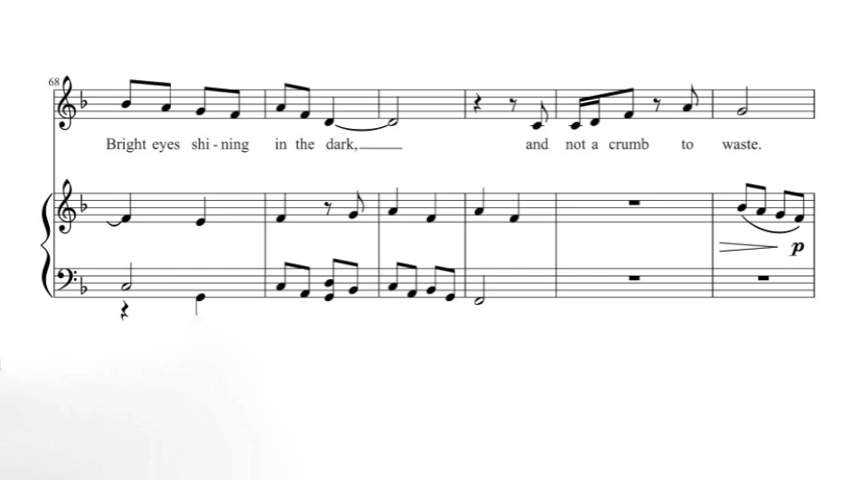 68
Bright eyes shi - ning in the dark, and not a crumb to waste.
p